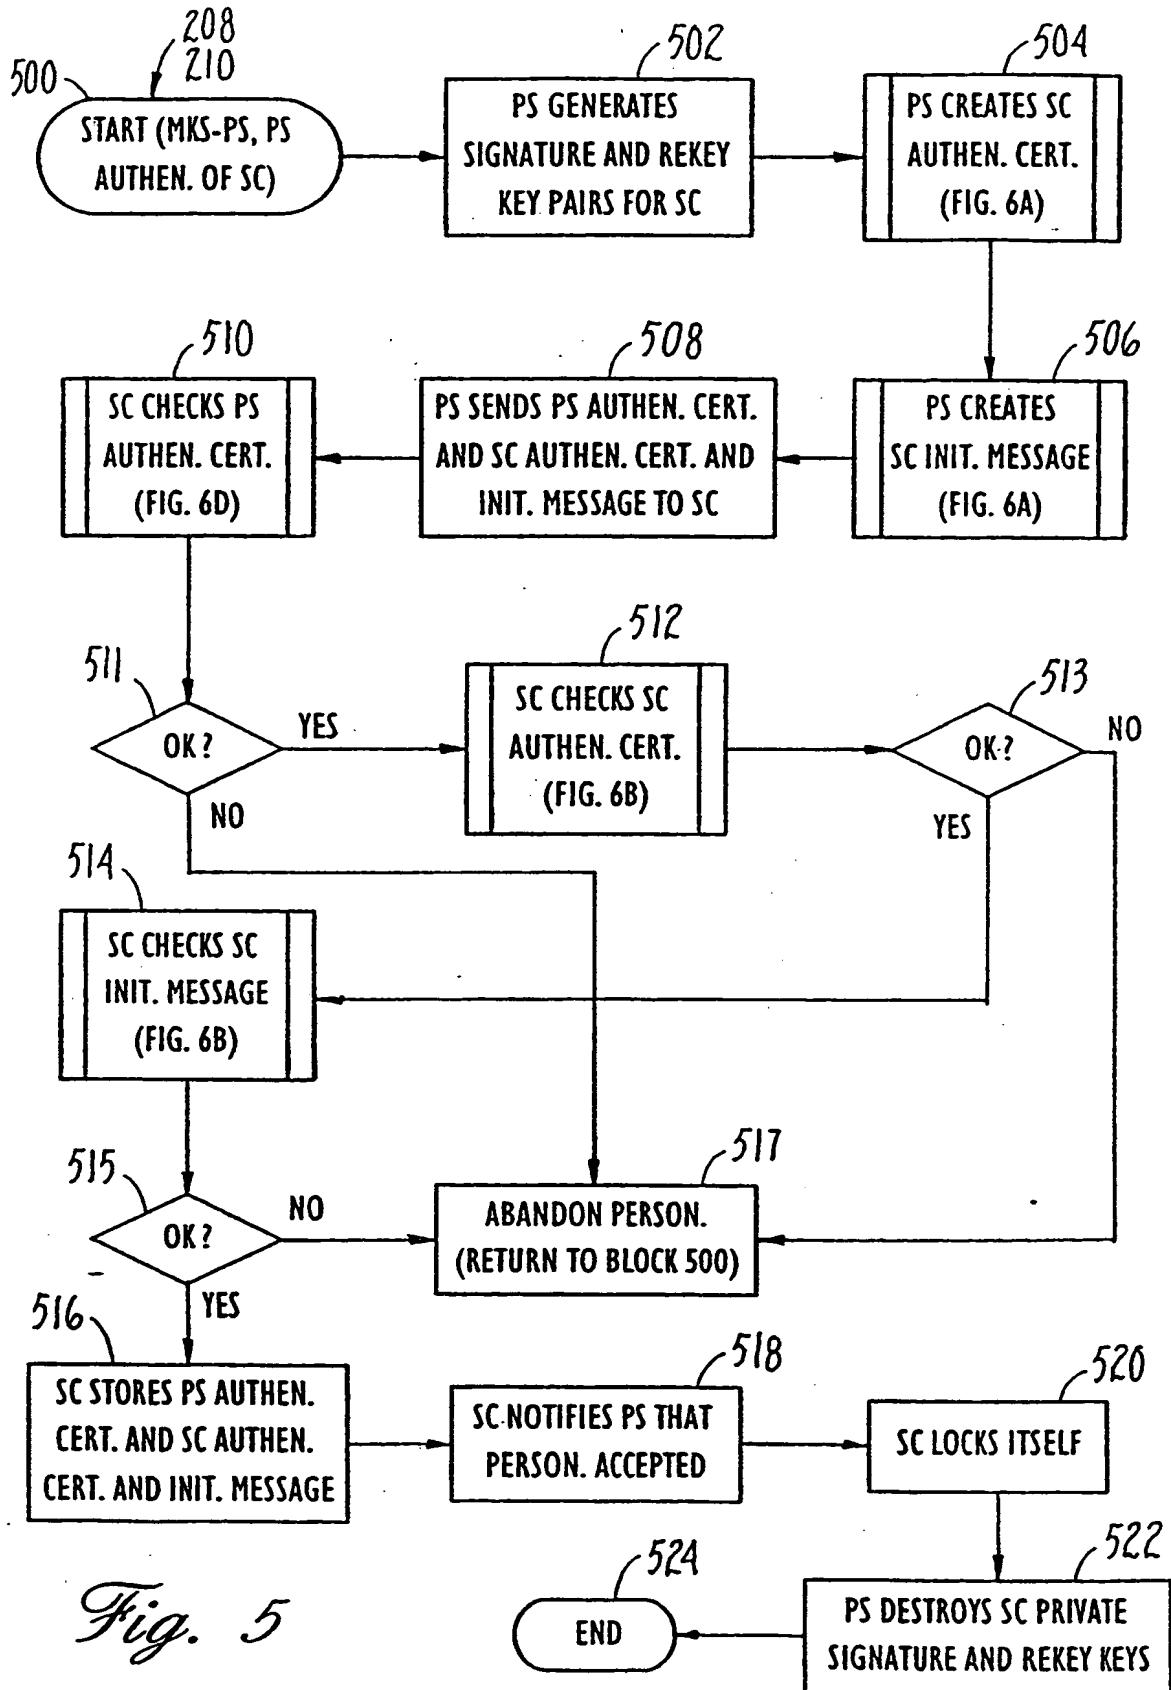 208
210
500
START (MKS-PS, PS
AUTHEN. OF SC)
502
PS GENERATES
SIGNATURE AND REKEY
KEY PAIRS FOR SC
504
PS CREATES SC
AUTHEN. CERT.
(FIG. 6A)
510
SC CHECKS PS
AUTHEN. CERT.
(FIG. 6D)
508
PS SENDS PS AUTHEN. CERT.
AND SC AUTHEN. CERT. AND
INIT. MESSAGE TO SC
506
PS CREATES
SC INIT. MESSAGE
(FIG. 6A)
511
OK?
YES
NO
512
SC CHECKS SC
AUTHEN. CERT.
(FIG. 6B)
513
OK?
NO
YES
514
SC CHECKS SC
INIT. MESSAGE
(FIG. 6B)
515
OK?
NO
YES
517
ABANDON PERSON.
(RETURN TO BLOCK 500)
516
SC STORES PS AUTHEN.
CERT. AND SC AUTHEN.
CERT. AND INIT. MESSAGE
518
SC NOTIFIES PS THAT
PERSON. ACCEPTED
520
SC LOCKS ITSELF
522
PS DESTROYS SC PRIVATE
SIGNATURE AND REKEY KEYS
524
END
Fig. 5